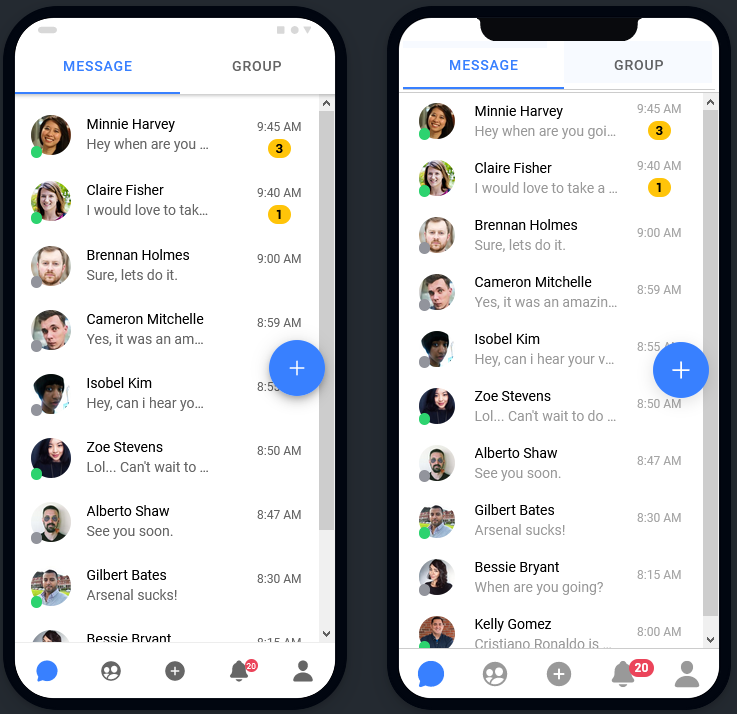 MESSAGE GROUP
Minnie Harvey 9:45 AM
Hey when are you ... 3
Claire Fisher 9:40 AM
I would love to tak... 1
Brennan Holmes 9:00 AM
Sure, lets do it.
Cameron Mitchelle 8:59 AM
Yes, it was an am...
Isobel Kim
Hey, can i hear yo...
Zoe Stevens 8:50 AM
Lol... Can't wait to ...
Alberto Shaw 8:47 AM
See you soon.
Gilbert Bates 8:30 AM
Arsenal sucks!
Bessie Bryant 8:15 AM
20
MESSAGE GROUP
Minnie Harvey 9:45 AM
Hey when are you goi... 3
Claire Fisher 9:40 AM
I would love to take a ... 1
Brennan Holmes 9:00 AM
Sure, lets do it.
Cameron Mitchelle 8:59 AM
Yes, it was an amazin...
Isobel Kim 8:55 AM
Hey, can i hear your v...
Zoe Stevens 8:50 AM
Lol... Can't wait to do ...
Alberto Shaw 8:47 AM
See you soon.
Gilbert Bates 8:30 AM
Arsenal sucks!
Bessie Bryant 8:15 AM
When are you going?
Kelly Gomez 8:00 AM
Cristiano Ronaldo is ...
20